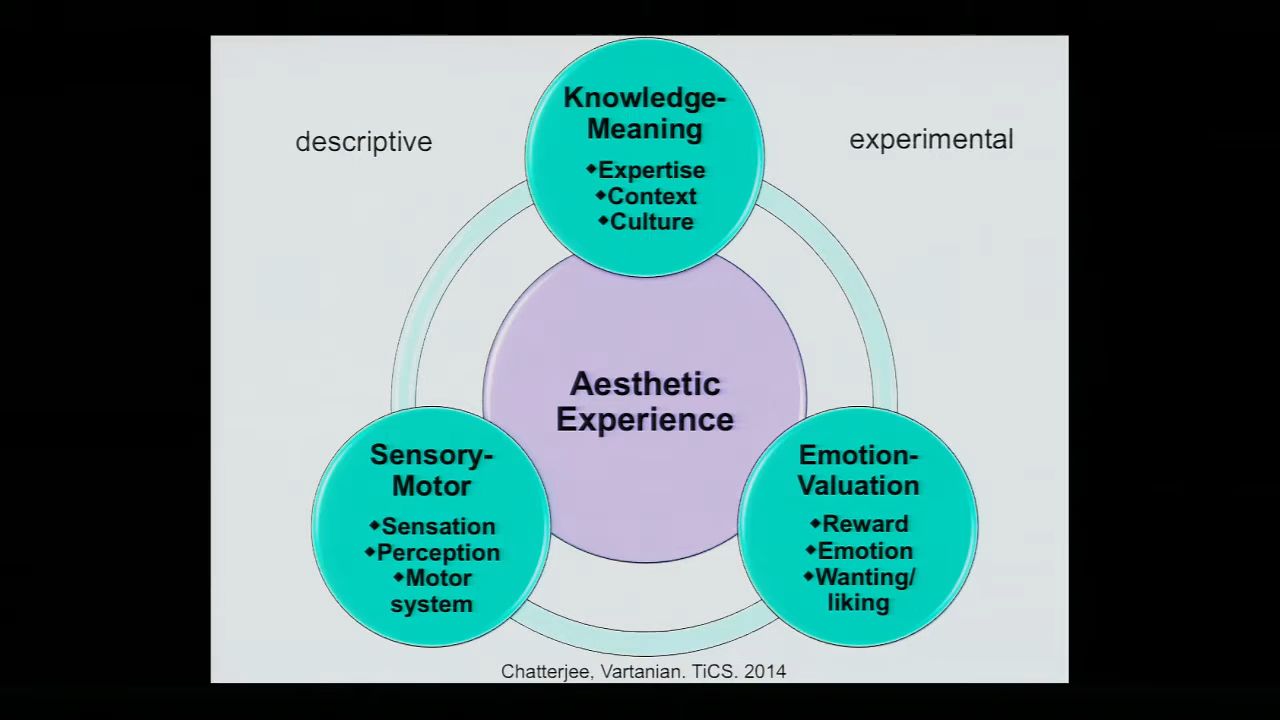 descriptive
experimental
Knowledge-
Meaning
◆Expertise
◆Context
◆Culture
Aesthetic
Experience
Sensory-
Motor
◆Sensation
◆Perception
◆Motor
system
Emotion-
Valuation
◆Reward
◆Emotion
◆Wanting/
liking
Chatterjee, Vartanian. TiCS. 2014